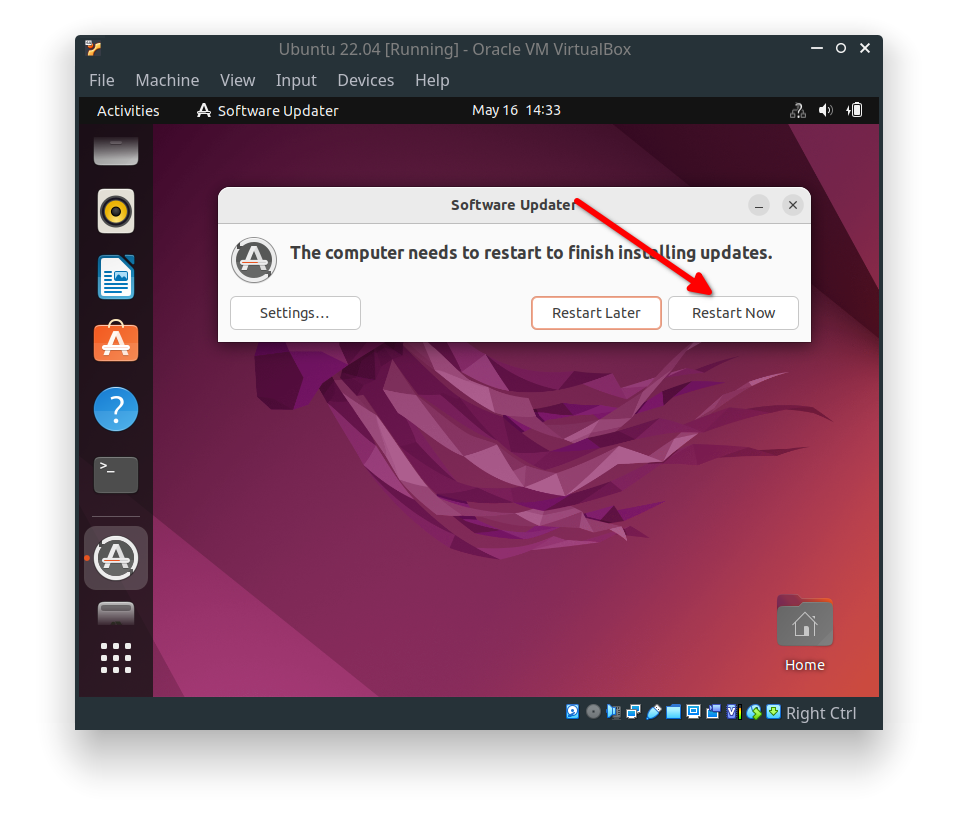 Ubuntu 22.04 [Running] - Oracle VM VirtualBox
File Machine View Input Devices Help
Activities Software Updater May 16 14:33
Software Updater
The computer needs to restart to finish installing updates.
Settings... Restart Later Restart Now
?
>_
Home
Right Ctrl